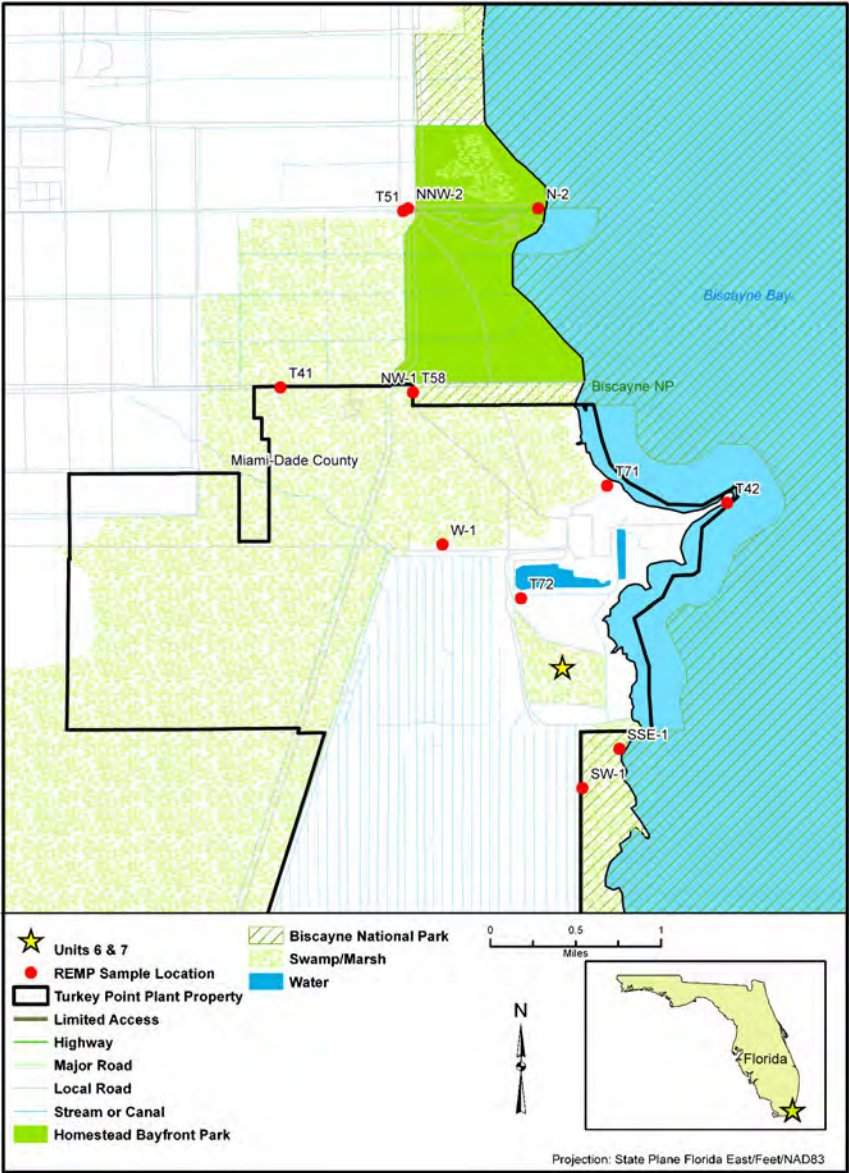 T51 NNW-2
N-2
Biscayne Bay
T41
NW-1 T58
Biscayne NP
Miami-Dade County
T71
T42
W-1
T72
SSE-1
SW-1
Units 6 & 7
REMP Sample Location
Turkey Point Plant Property
Limited Access
Highway
Major Road
Local Road
Stream or Canal
Homestead Bayfront Park
Biscayne National Park
Swamp/Marsh
Water
0 0.5 1
Miles
N
Florida
Projection: State Plane Florida East/Feet/NAD83